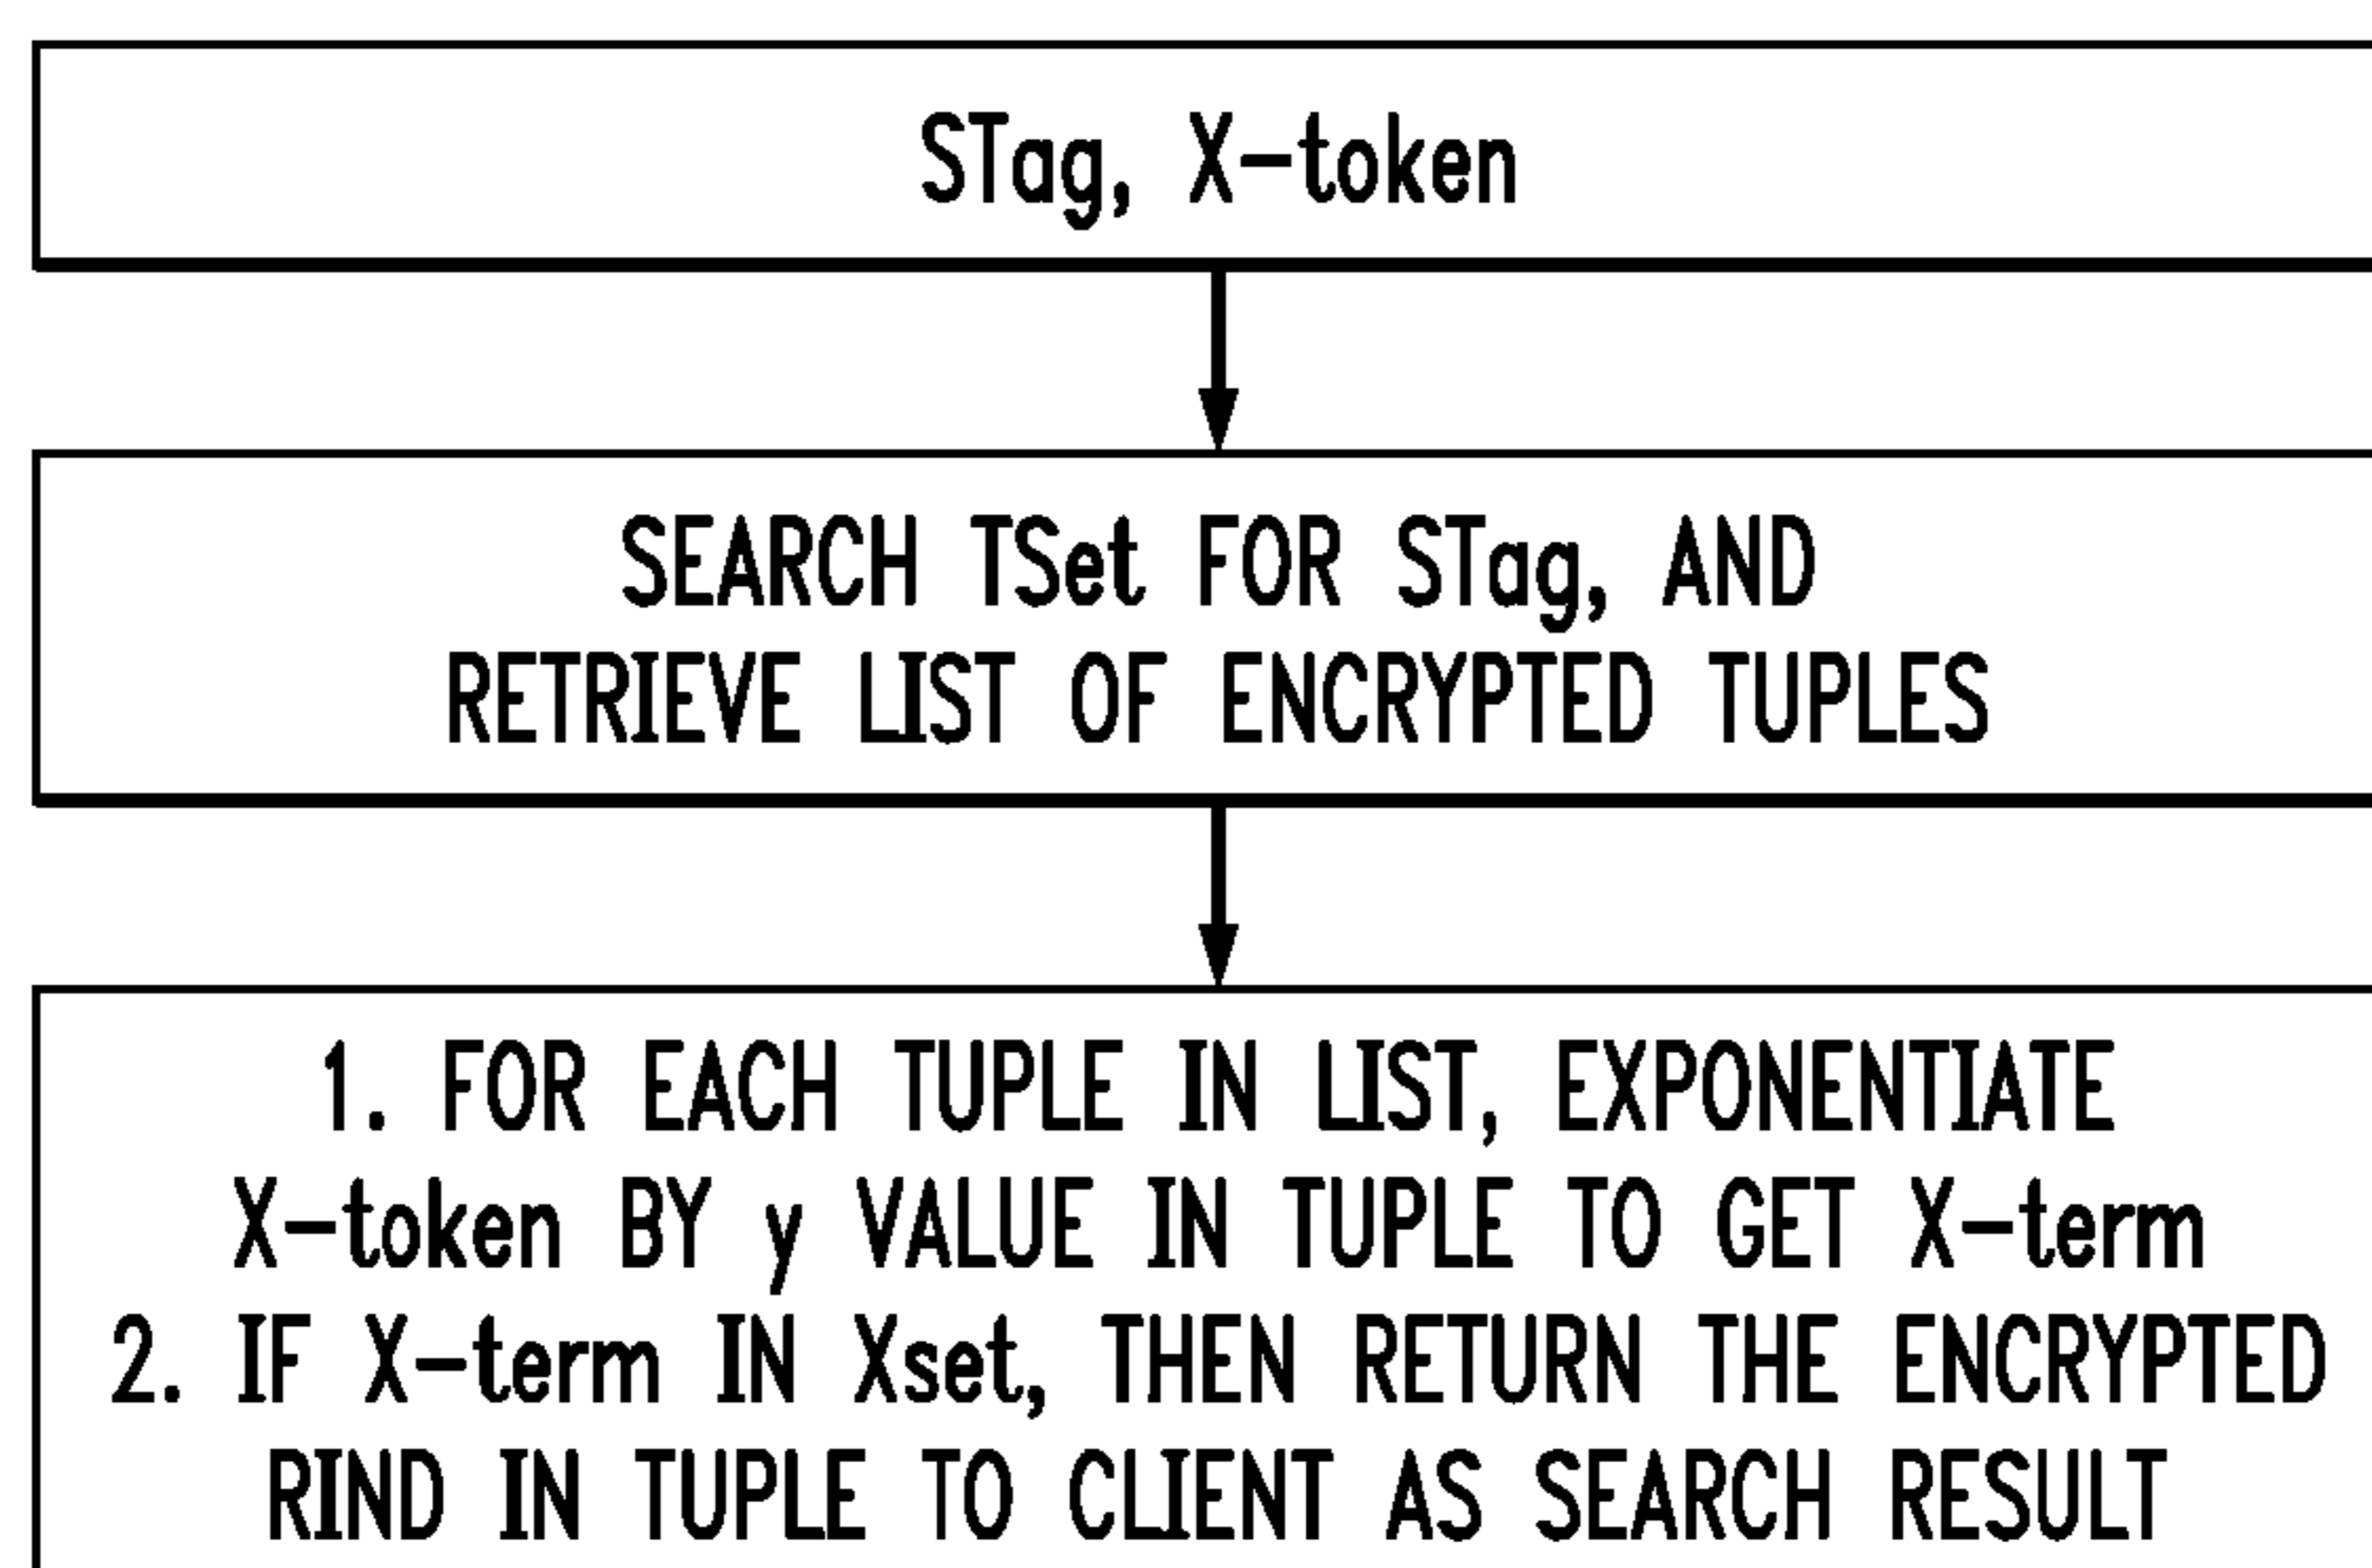 STag, X-token
SEARCH TSet FOR STag, AND
RETRIEVE LIST OF ENCRYPTED TUPLES
1. FOR EACH TUPLE IN LIST, EXPONENTIATE
X-token BY y VALUE IN TUPLE TO GET X-term
2. IF X-term IN Xset, THEN RETURN THE ENCRYPTED
RIND IN TUPLE TO CLIENT AS SEARCH RESULT